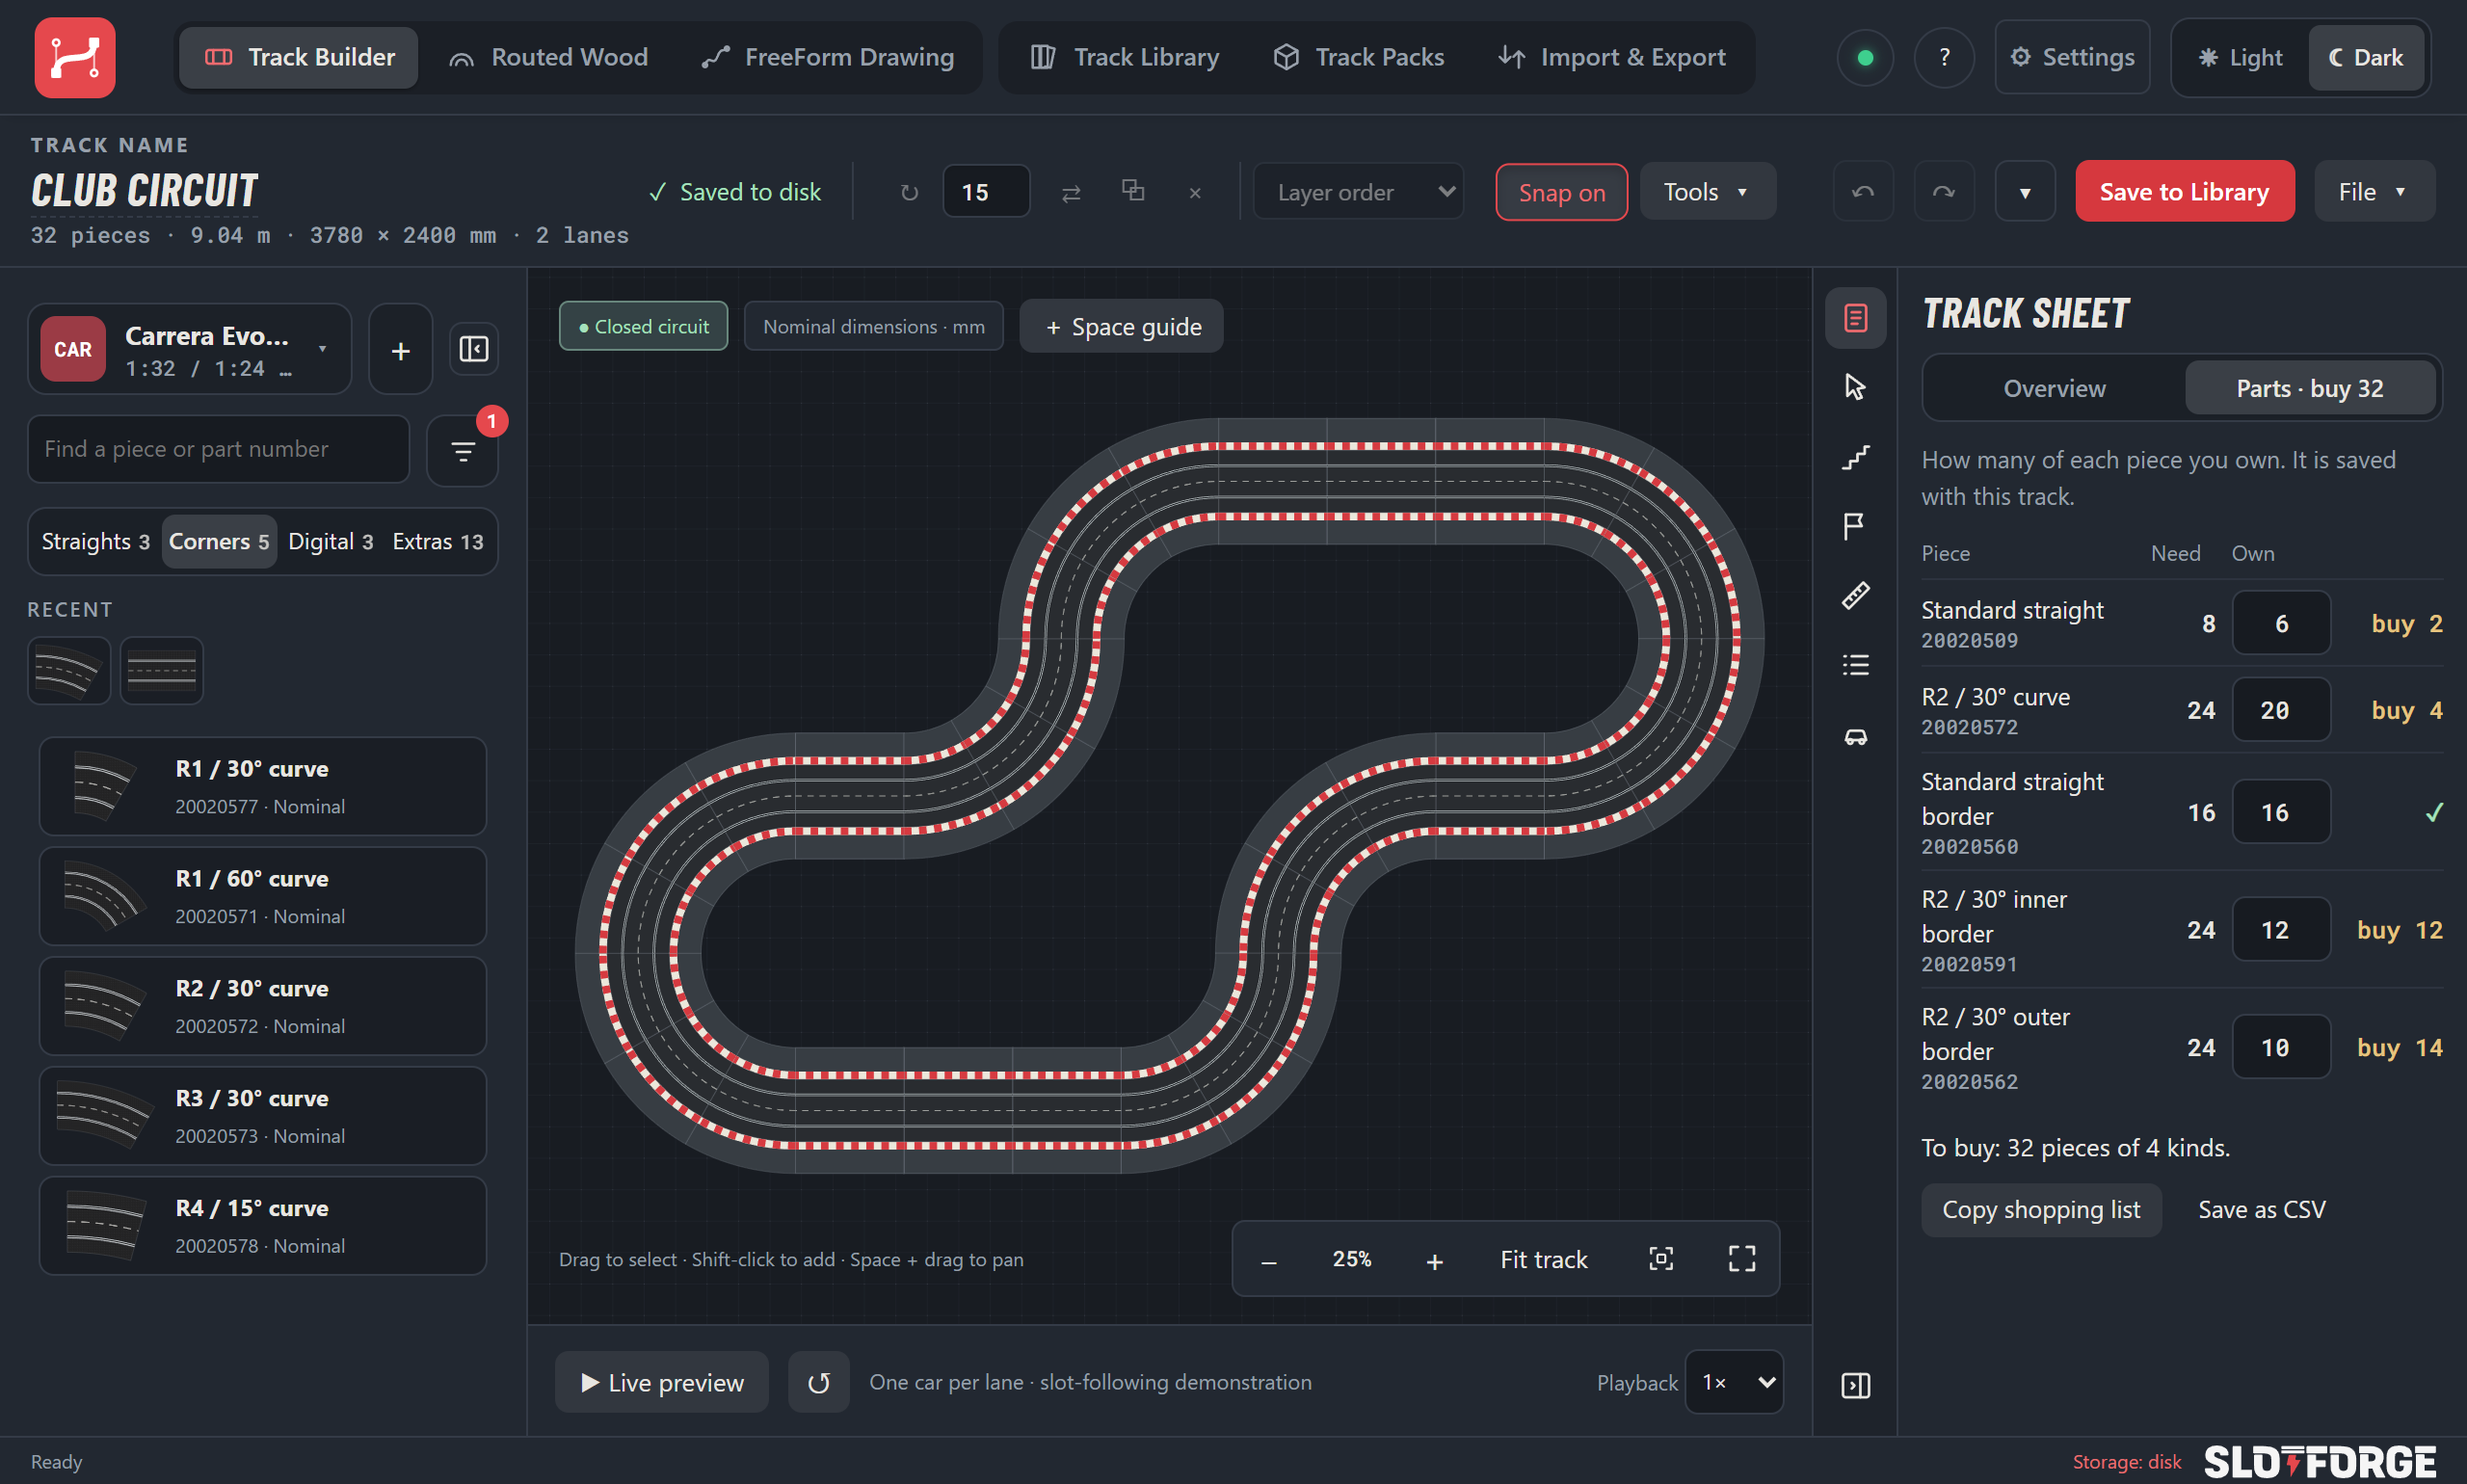 Track Builder
Routed Wood
FreeForm Drawing
Track Library
Track Packs
Import & Export
?
Settings
Light
Dark
TRACK NAME
CLUB CIRCUIT
32 pieces · 9.04 m · 3780 × 2400 mm · 2 lanes
✓ Saved to disk
15
Layer order
Snap on
Tools
Save to Library
File
CAR
Carrera Evo...
1:32 / 1:24 …
+
Find a piece or part number
1
Straights 3
Corners 5
Digital 3
Extras 13
RECENT
R1 / 30° curve
20020577 · Nominal
R1 / 60° curve
20020571 · Nominal
R2 / 30° curve
20020572 · Nominal
R3 / 30° curve
20020573 · Nominal
R4 / 15° curve
20020578 · Nominal
Closed circuit
Nominal dimensions · mm
+ Space guide
Drag to select · Shift-click to add · Space + drag to pan
– 25% + Fit track
Live preview
One car per lane · slot-following demonstration
Playback
1×
TRACK SHEET
Overview
Parts · buy 32
How many of each piece you own. It is saved
with this track.
Piece Need Own
Standard straight
20020509
8 6 buy 2
R2 / 30° curve
20020572
24 20 buy 4
Standard straight
border
20020560
16 16 ✓
R2 / 30° inner
border
20020591
24 12 buy 12
R2 / 30° outer
border
20020562
24 10 buy 14
To buy: 32 pieces of 4 kinds.
Copy shopping list
Save as CSV
Ready
Storage: disk
SLOTFORGE